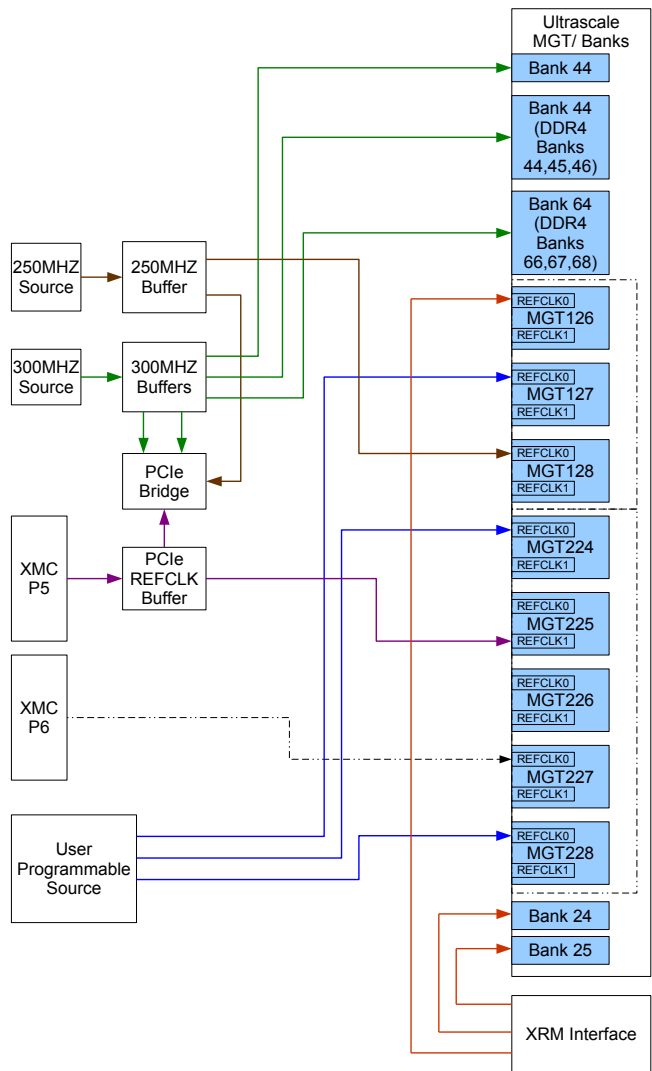 Ultrascale
MGT/ Banks
Bank 44
Bank 44
(DDR4
Banks
44,45,46)
Bank 64
(DDR4
Banks
66,67,68)
250MHZ
Source
250MHZ
Buffer
300MHZ
Source
300MHZ
Buffers
PCIe
Bridge
XMC
P5
PCIe
REFCLK
Buffer
XMC
P6
User
Programmable
Source
REFCLK0
MGT126
REFCLK1
REFCLK0
MGT127
REFCLK1
REFCLK0
MGT128
REFCLK1
REFCLK0
MGT224
REFCLK1
REFCLK0
MGT225
REFCLK1
REFCLK0
MGT226
REFCLK1
REFCLK0
MGT227
REFCLK1
REFCLK0
MGT228
REFCLK1
Bank 24
Bank 25
XRM Interface